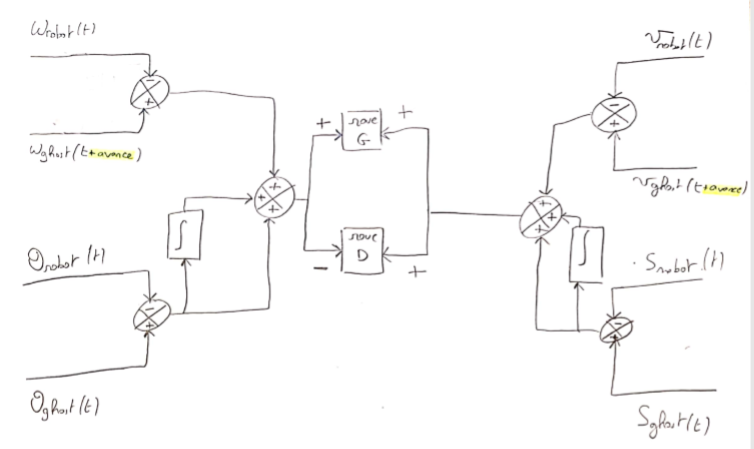 ωrobot(t)
ωghost(t+avance)
θrobot(t)
θghost(t)
+
roue
G
+
−
roue
D
+
∫
∫
vrobot(t)
vghost(t+avance)
Srobot(t)
Sghost(t)
−
+
−
+
+
+
+
−
+
+
+
+
−
+